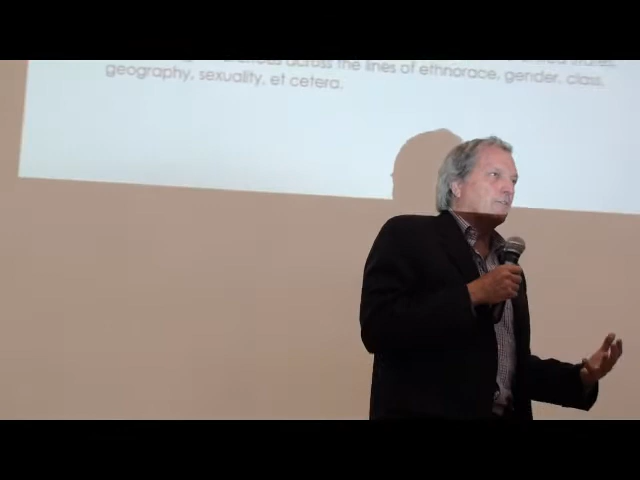 across the lines of ethnorace, gender, class,
geography, sexuality, et cetera.